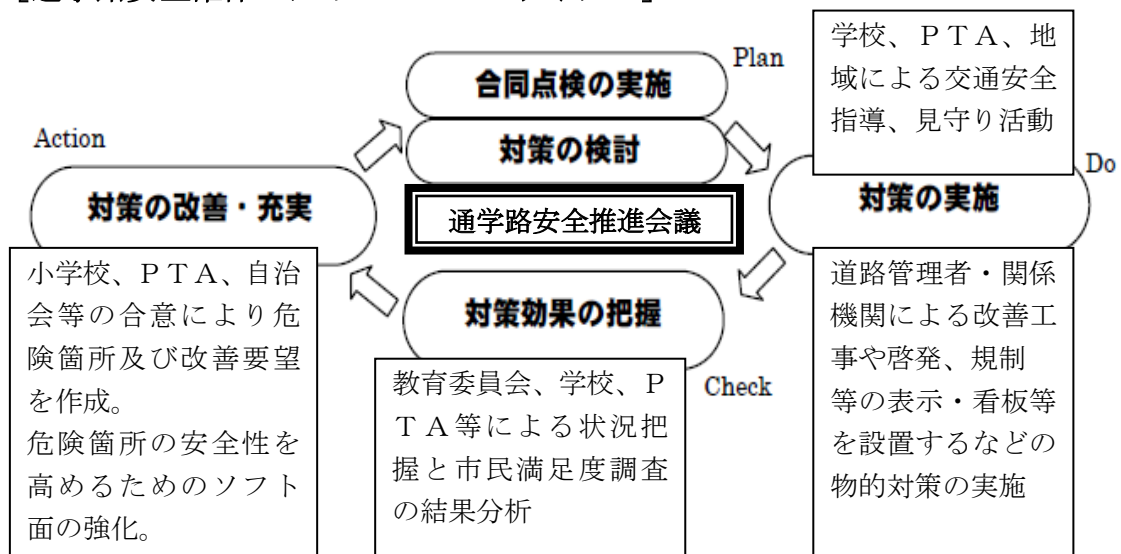 合同点検の実施
対策の検討
Plan
学校、ＰＴＡ、地
域による交通安全
指導、見守り活動
Do
対策の実施
道路管理者・関係
機関による改善工
事や啓発、規制
等の表示・看板等
を設置するなどの
物的対策の実施
通学路安全推進会議
対策効果の把握
Check
教育委員会、学校、Ｐ
ＴＡ等による状況把
握と市民満足度調査
の結果分析
Action
対策の改善・充実
小学校、ＰＴＡ、自治
会等の合意により危
険箇所及び改善要望
を作成。
危険箇所の安全性を
高めるためのソフト
面の強化。